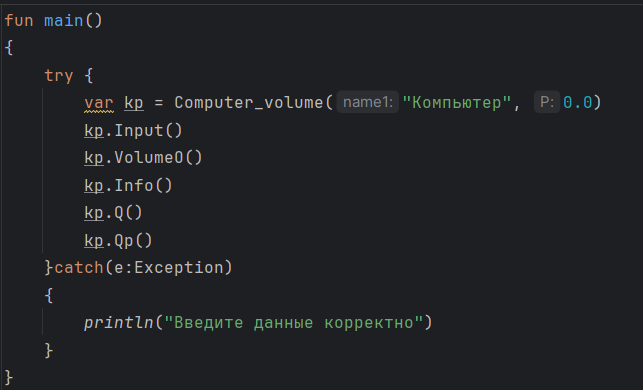 fun main()
{
try {
var kp = Computer_volume( name1: "Компьютер", P: 0.0)
kp.Input()
kp.VolumeO()
kp.Info()
kp.Q()
kp.Qp()
}catch(e:Exception)
{
println("Введите данные корректно")
}
}